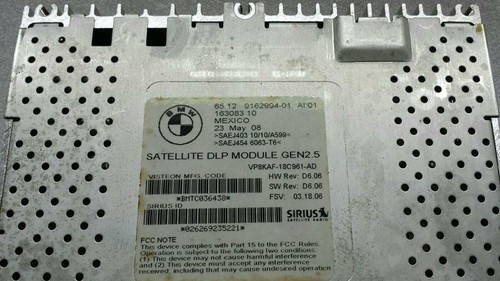 BMW
65.12 9162994-01 AI:01
163083 10
MEXICO
23 May 08
>SAEJ403 10/10/A599<
>SAEJ454 6063-T6<
SATELLITE DLP MODULE GEN2.5
VP8KAF-18C961-AD
VISTEON MFG. CODE
HW Rev: D6.06
SW Rev: D6.06
*BMTC036438*
FSV: 03.18.06
SIRIUS ID
SIRIUS
SATELLITE RADIO
*026269235221*
FCC NOTE
This device complies with Part 15 to the FCC Rules.
Operation is subject to the following two conditions:
(1) This may not cause harmful interference
and (2) This device must accept any interference
received, including interference that may cause undesired operation